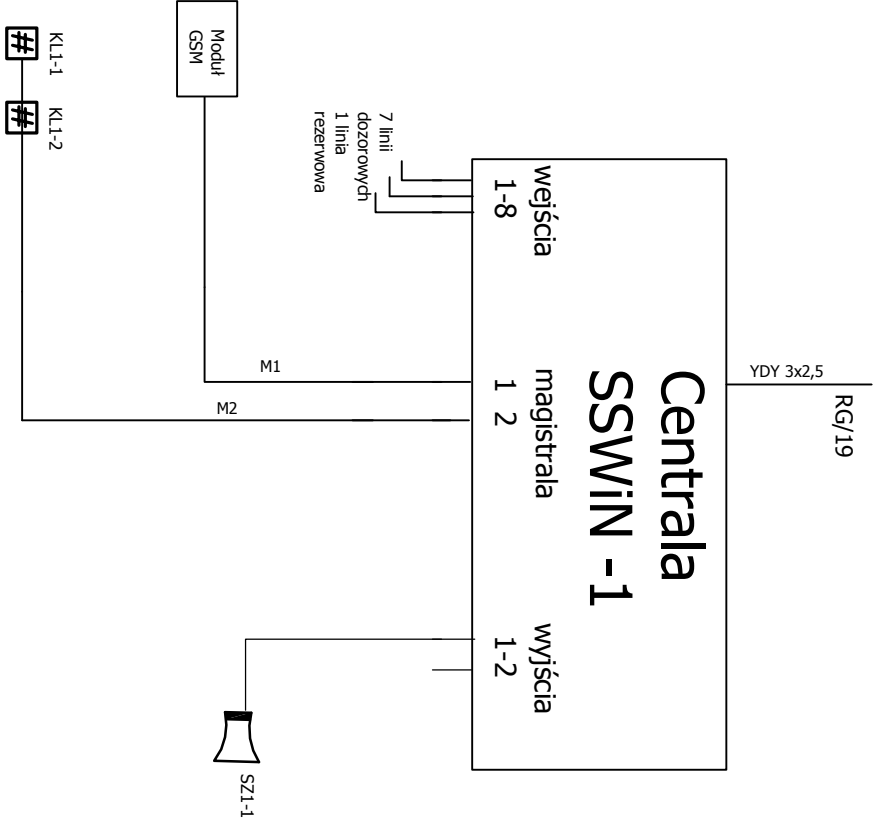 RG/19
YDY 3x2,5
Centrala
SSWiN -1
wejścia
1-8
magistrala
1
2
wyjścia
1-2
7 linii
dozorowych
1 linia
rezerwowa
M1
M2
Moduł
GSM
KL1-1
#
KL1-2
#
SZ1-1